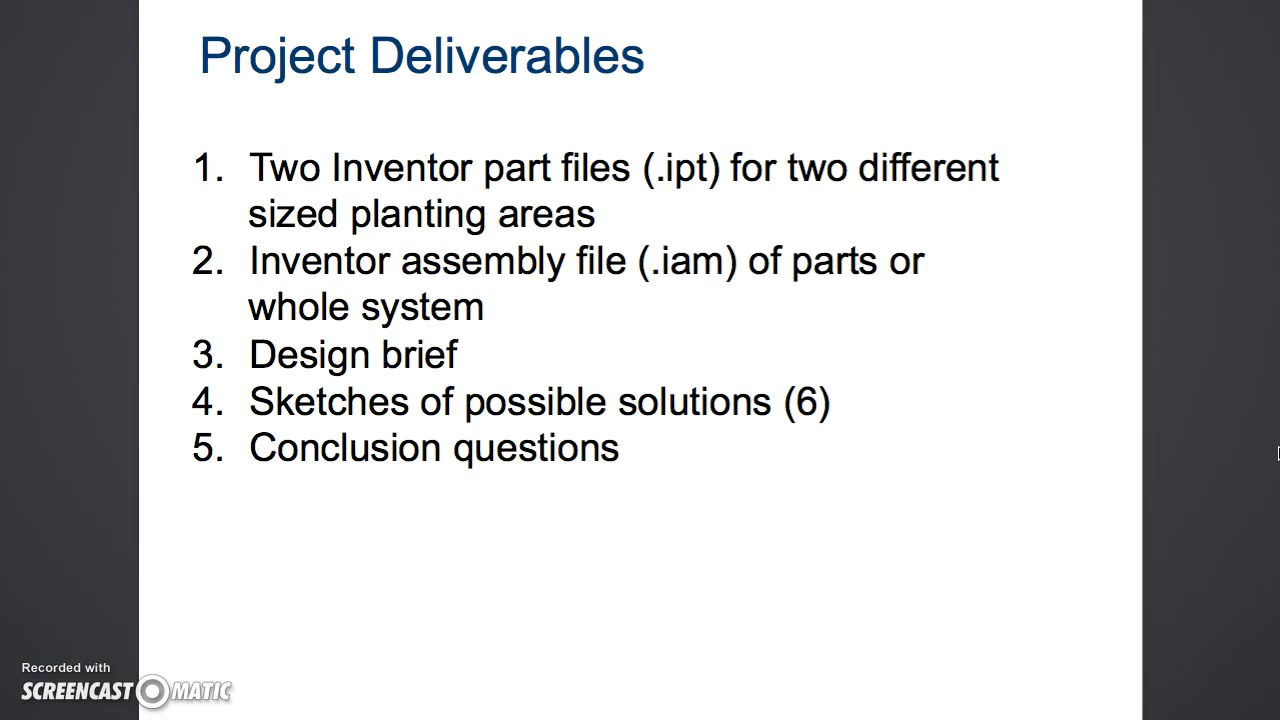 Project Deliverables
1. Two Inventor part files (.ipt) for two different
sized planting areas
2. Inventor assembly file (.iam) of parts or
whole system
3. Design brief
4. Sketches of possible solutions (6)
5. Conclusion questions
Recorded with
SCREENCAST MATIC